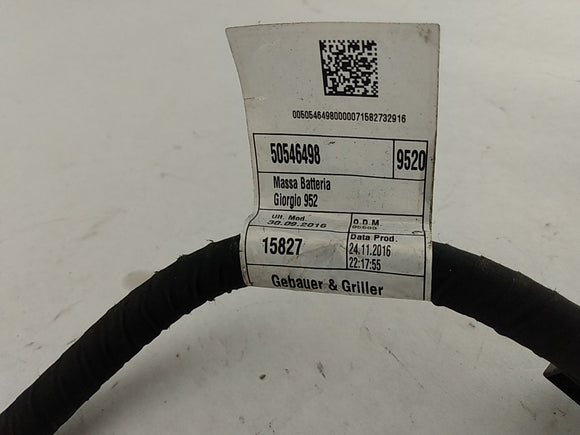 00505464980000071582732916
50546498 9520
Massa Batteria
Giorgio 952
Ult. Mod. O.D.M.
30.09.2016
15827 Data Prod.
24.11.2016
22:17:55
Gebauer & Griller